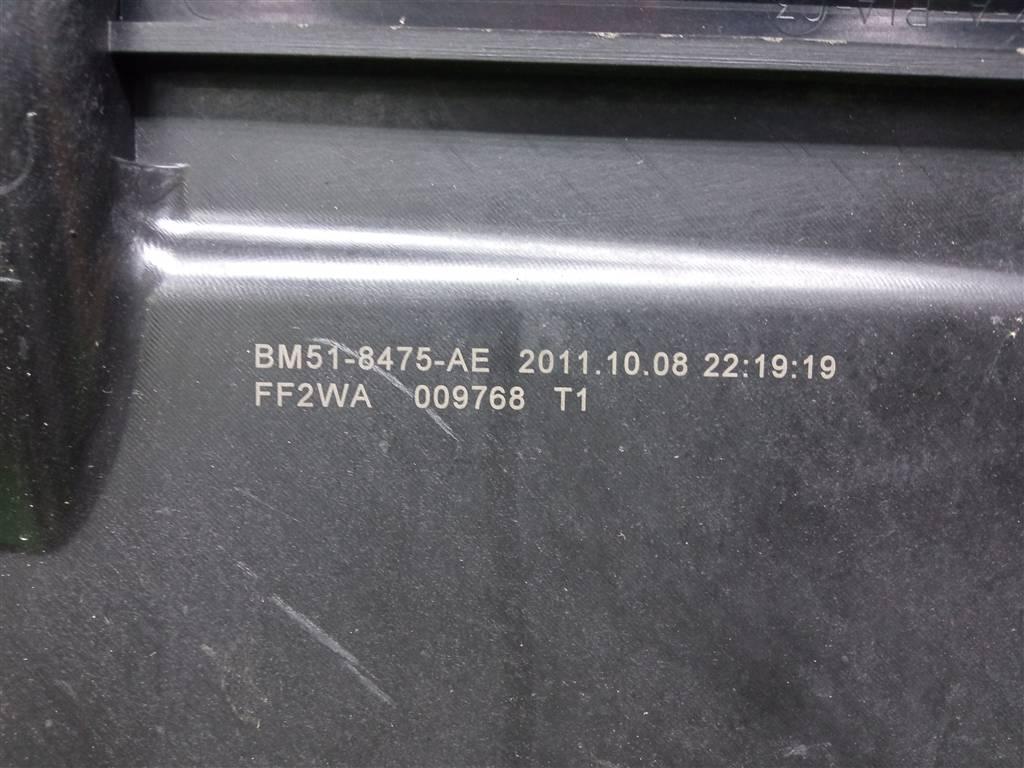 BM51-8475-AE 2011.10.08 22:19:19
FF2WA 009768 T1